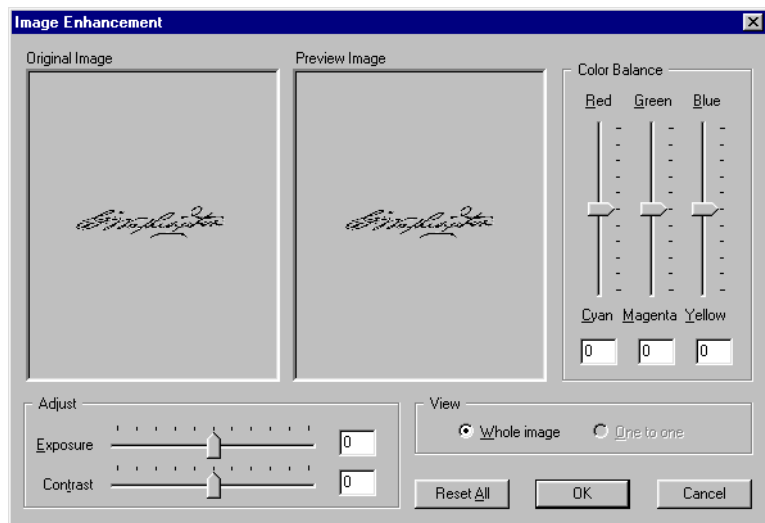 Image Enhancement
Original Image
Preview Image
Color Balance
Red Green Blue
Cyan Magenta Yellow
0 0 0
Adjust
Exposure 0
Contrast 0
View
Whole image One to one
Reset All OK Cancel